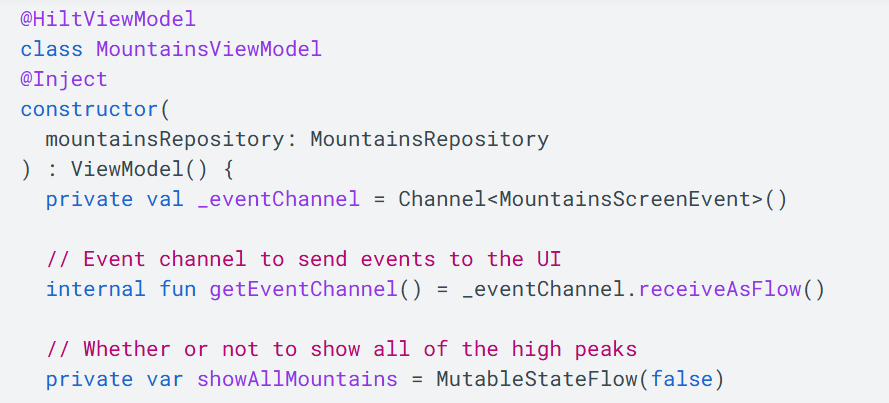 @HiltViewModel
class MountainsViewModel
@Inject
constructor(
  mountainsRepository: MountainsRepository
) : ViewModel() {
  private val _eventChannel = Channel<MountainsScreenEvent>()

  // Event channel to send events to the UI
  internal fun getEventChannel() = _eventChannel.receiveAsFlow()

  // Whether or not to show all of the high peaks
  private var showAllMountains = MutableStateFlow(false)